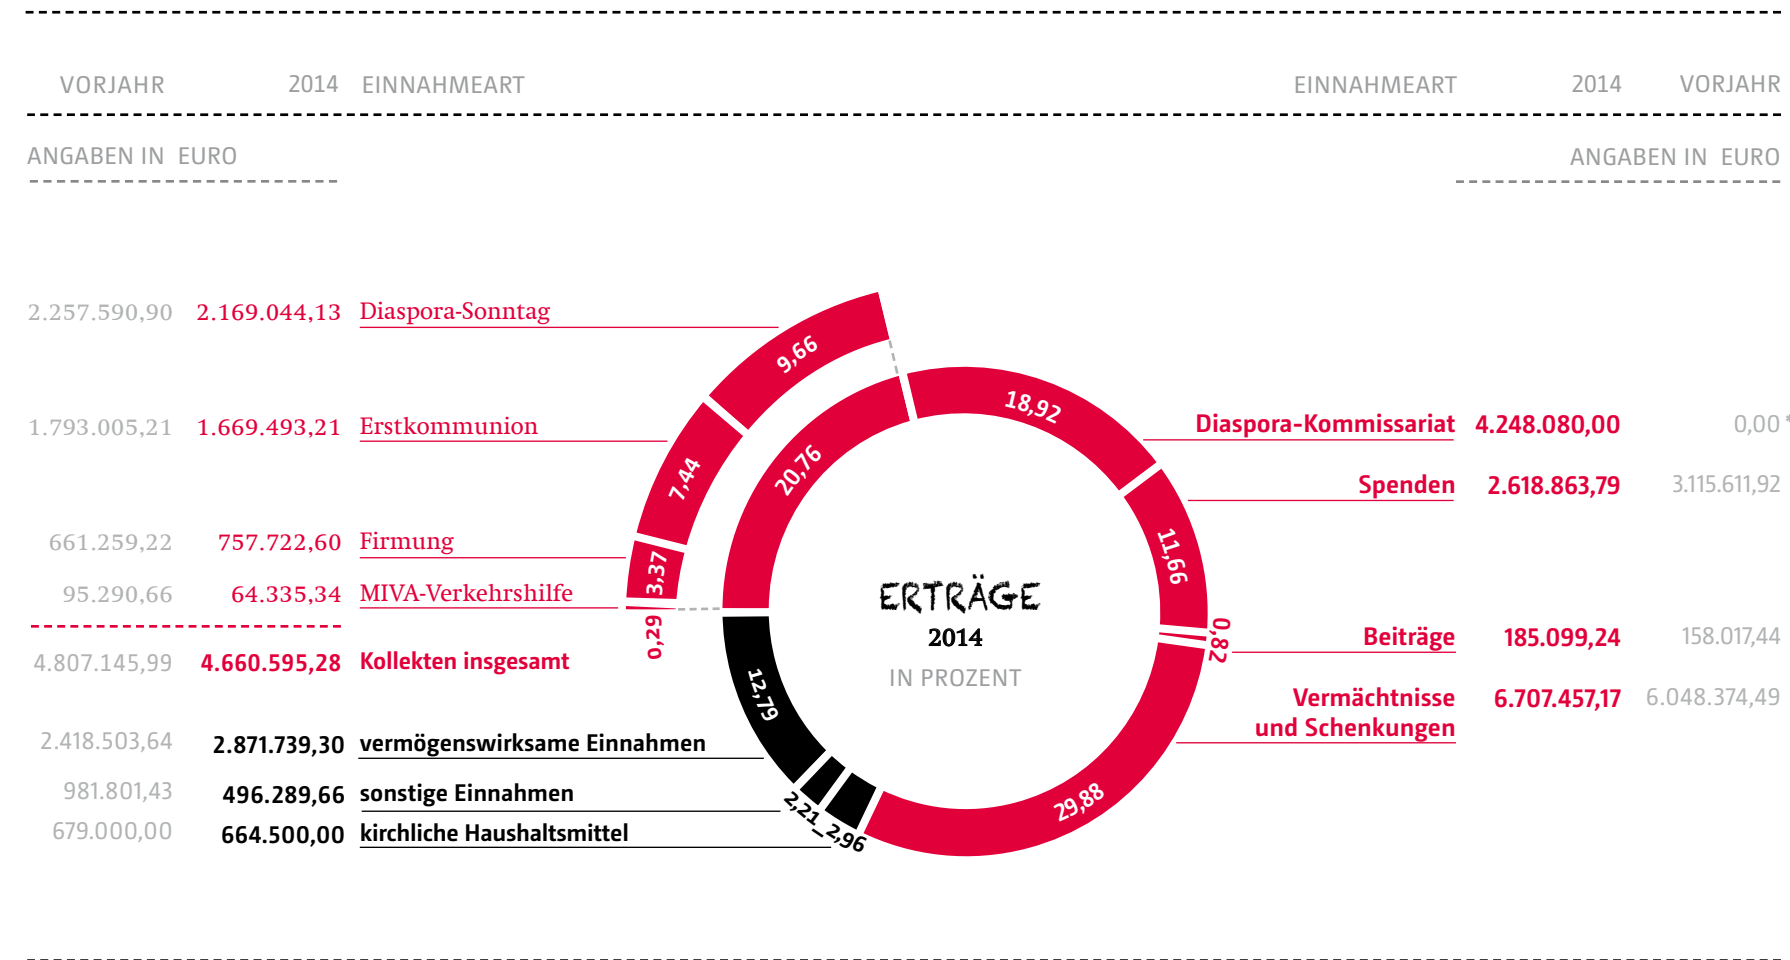 VORJAHR 2014 EINNAHMEART EINNAHMEART 2014 VORJAHR
ANGABEN IN EURO ANGABEN IN EURO
2.257.590,90 2.169.044,13 Diaspora-Sonntag
1.793.005,21 1.669.493,21 Erstkommunion
661.259,22 757.722,60 Firmung
95.290,66 64.335,34 MIVA-Verkehrshilfe
4.807.145,99 4.660.595,28 Kollekten insgesamt
2.418.503,64 2.871.739,30 vermögenswirksame Einnahmen
981.801,43 496.289,66 sonstige Einnahmen
679.000,00 664.500,00 kirchliche Haushaltsmittel
9,66
7,44
3,37
0,29
20,76
18,92
11,66
0,82
29,88
2,96
2,21_
12,79
ERTRÄGE
2014
IN PROZENT
Diaspora-Kommissariat 4.248.080,00 0,00 *
Spenden 2.618.863,79 3.115.611,92
Beiträge 185.099,24 158.017,44
Vermächtnisse 6.707.457,17 6.048.374,49
und Schenkungen